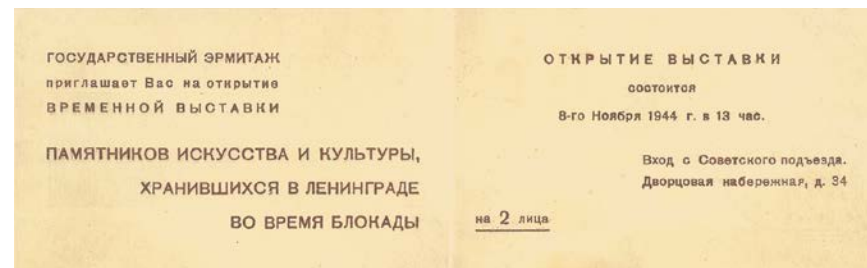 ГОСУДАРСТВЕННЫЙ ЭРМИТАЖ
приглашает Вас на открытие
ВРЕМЕННОЙ ВЫСТАВКИ
ПАМЯТНИКОВ ИСКУССТВА И КУЛЬТУРЫ,
ХРАНИВШИХСЯ В ЛЕНИНГРАДЕ
ВО ВРЕМЯ БЛОКАДЫ
ОТКРЫТИЕ ВЫСТАВКИ
состоится
8-го Ноября 1944 г. в 13 час.
Вход с Советского подъезда.
Дворцовая набережная, д. 34
на 2 лица